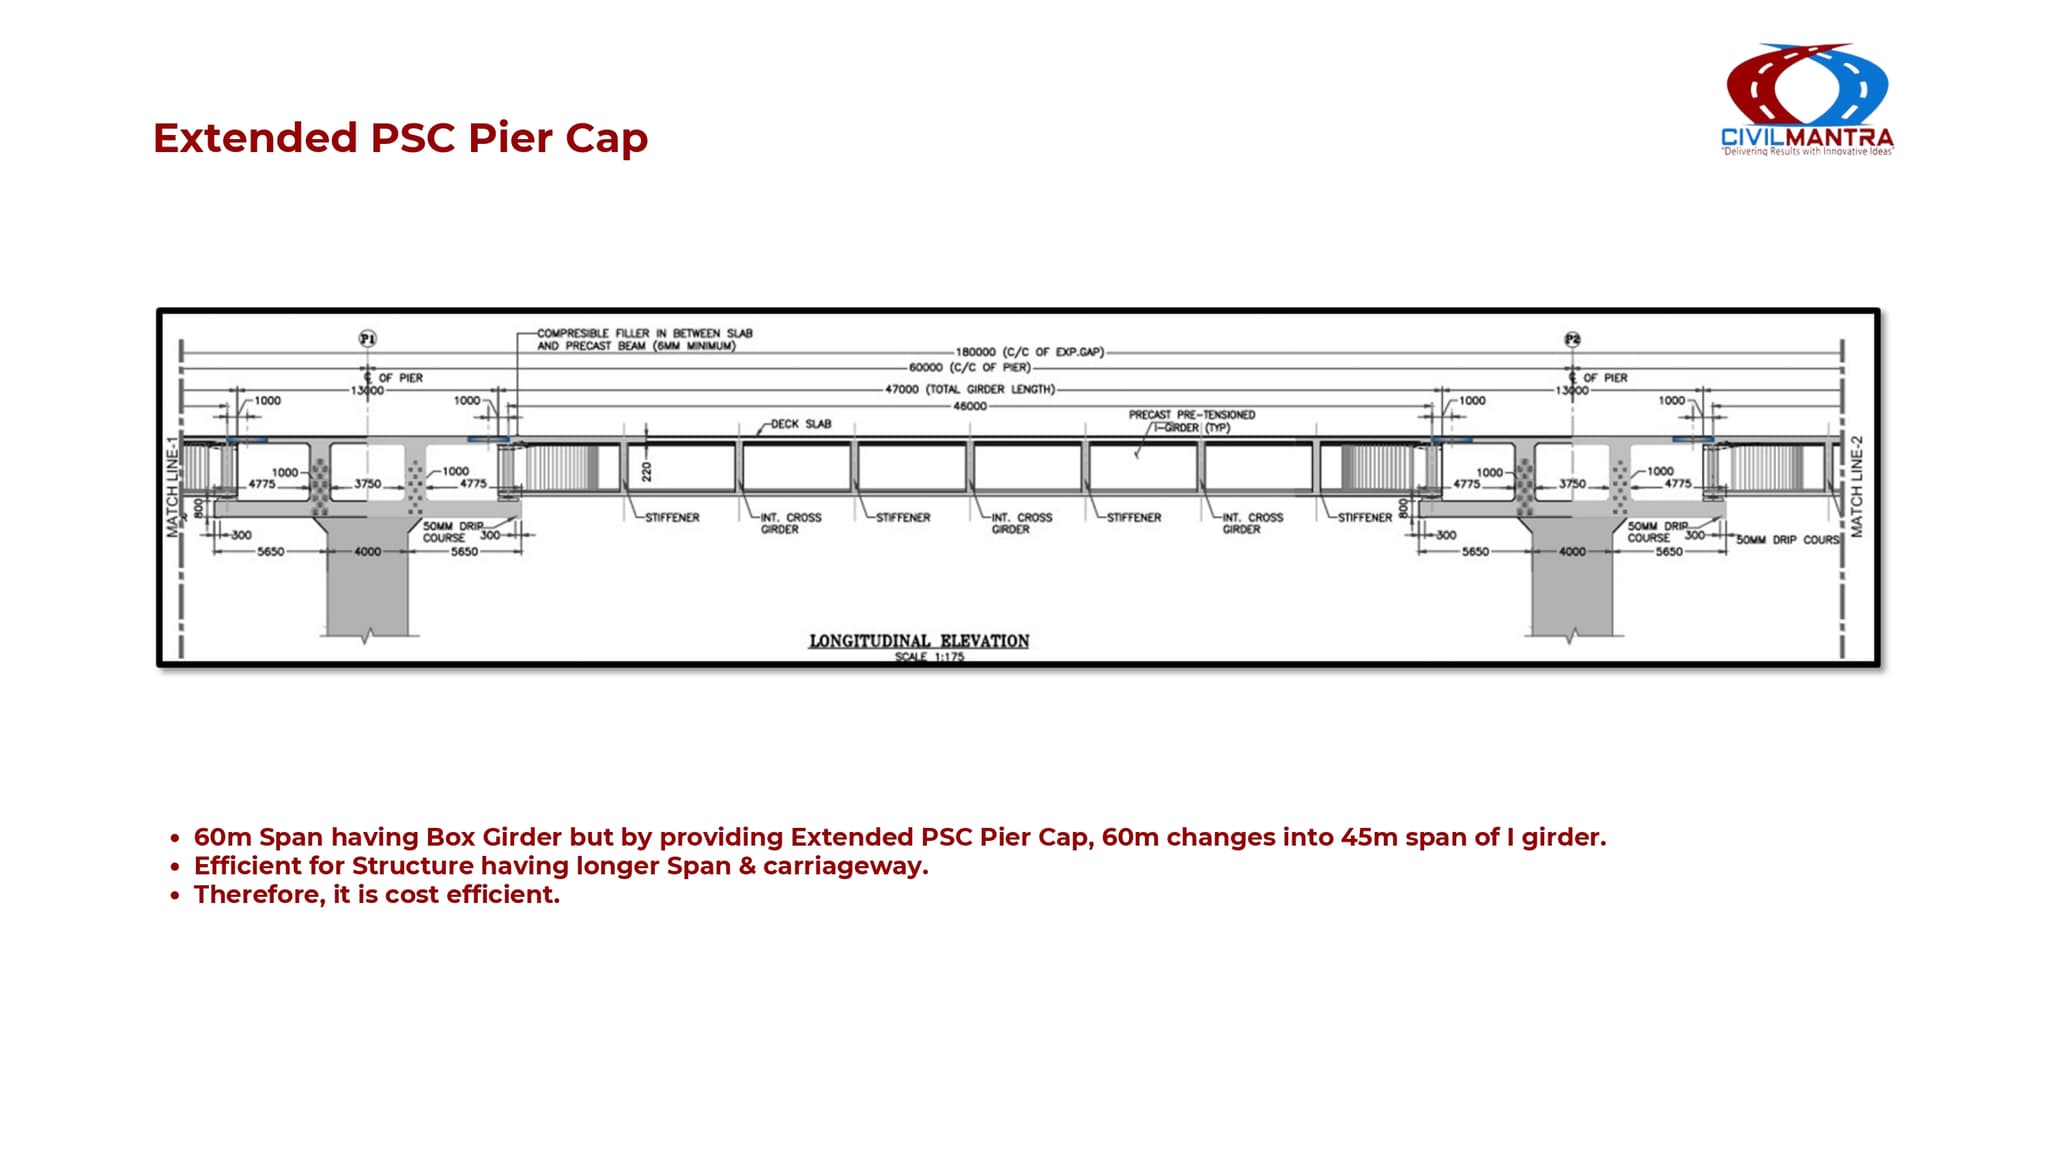 Extended PSC Pier Cap
CIVILMANTRA
"Delivering Results with Innovative Ideas"
P1
COMPRESIBLE FILLER IN BETWEEN SLAB
AND PRECAST BEAM (6MM MINIMUM)
P2
180000 (C/C OF EXP.GAP)
60000 (C/C OF PIER)
℄ OF PIER
℄ OF PIER
13000
47000 (TOTAL GIRDER LENGTH)
13000
1000
1000
46000
1000
1000
DECK SLAB
PRECAST PRE-TENSIONED
I-GIRDER (TYP)
MATCH LINE-1
MATCH LINE-2
1000
1000
220
1000
1000
4775
3750
4775
4775
3750
4775
800
800
STIFFENER
INT. CROSS
GIRDER
STIFFENER
INT. CROSS
GIRDER
STIFFENER
INT. CROSS
GIRDER
STIFFENER
50MM DRIP
COURSE
50MM DRIP
COURSE
300
300
300
300
50MM DRIP COURS
5650
4000
5650
5650
4000
5650
LONGITUDINAL ELEVATION
SCALE 1:175
• 60m Span having Box Girder but by providing Extended PSC Pier Cap, 60m changes into 45m span of I girder.
• Efficient for Structure having longer Span & carriageway.
• Therefore, it is cost efficient.